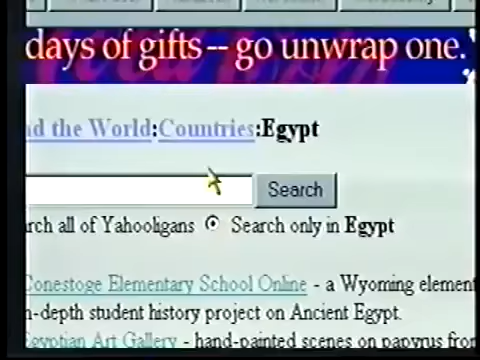 days of gifts -- go unwrap one.
nd the World:Countries:Egypt
Search
rch all of Yahooligans Search only in Egypt
Conestoge Elementary School Online - a Wyoming element
n-depth student history project on Ancient Egypt.
Egyptian Art Gallery - hand-painted scenes on papyrus from